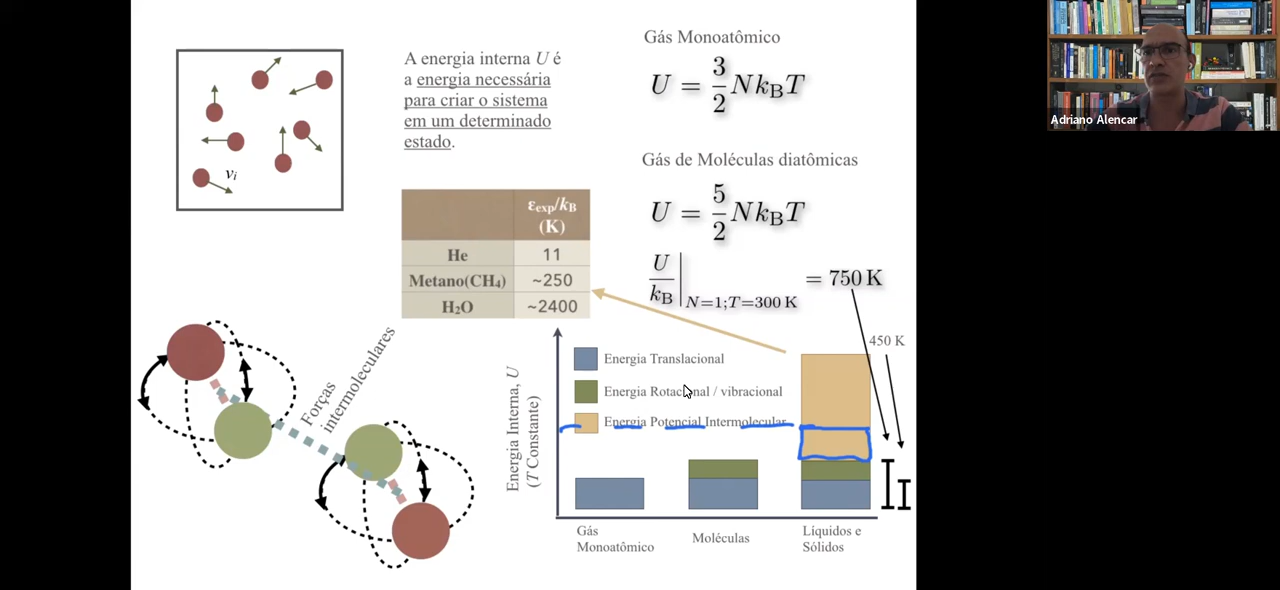 A energia interna U é
a energia necessária
para criar o sistema
em um determinado
estado.
v_i
Gás Monoatômico
U = 3/2 Nk_BT
Gás de Moléculas diatômicas
U = 5/2 Nk_BT
U/k_B |_{N=1;T=300 K} = 750 K
ε_exp/k_B
(K)
He 11
Metano(CH₄) ~250
H₂O ~2400
Forças
intermoleculares
450 K
Energia Interna, U
(T Constante)
Energia Translacional
Energia Rotacional / vibracional
Energia Potencial Intermolecular
Gás
Monoatômico
Moléculas
Líquidos e
Sólidos
Adriano Alencar